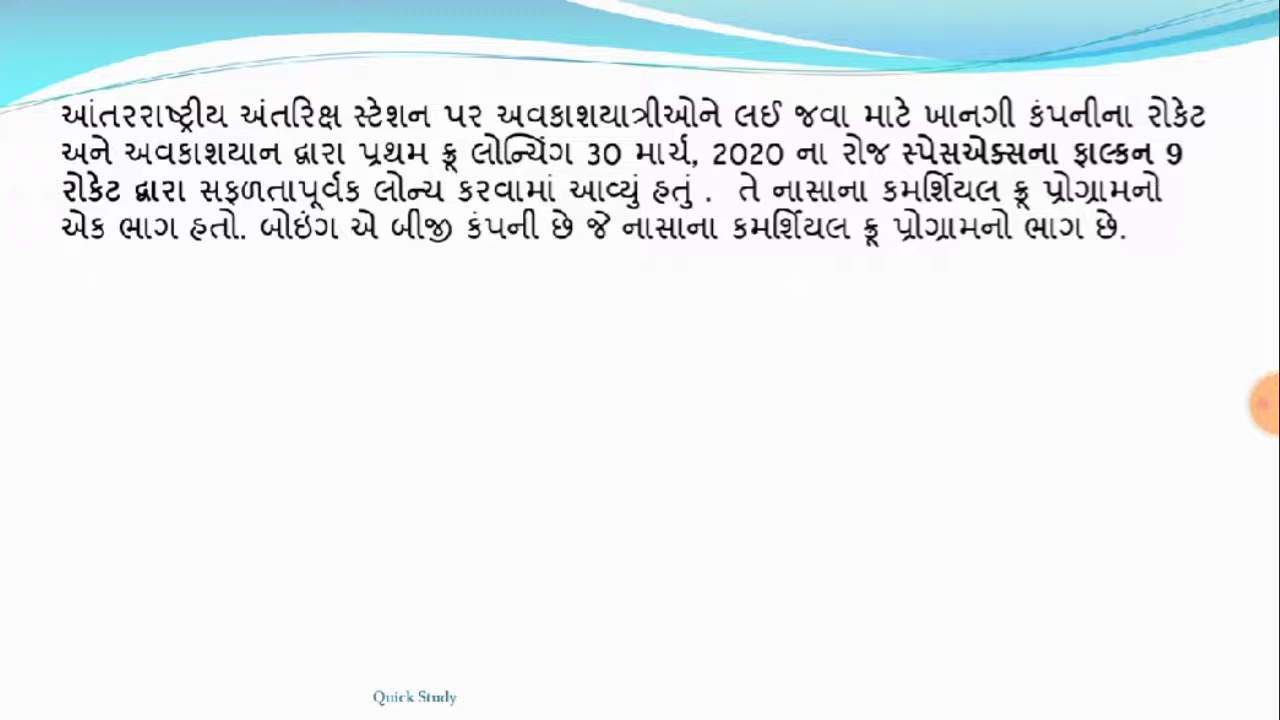 આંતરરાષ્ટ્રીય અંતરિક્ષ સ્ટેશન પર અવકાશયાત્રીઓને લઈ જવા માટે ખાનગી કંપનીના રોકેટ
અને અવકાશયાન દ્વારા પ્રથમ ક્રૂ લોન્ચિંગ 30 માર્ચ, 2020 ના રોજ સ્પેસએક્સના ફાલ્કન 9
રોકેટ દ્વારા સફળતાપૂર્વક લોન્ચ કરવામાં આવ્યું હતું . તે નાસાના કમર્શિયલ ક્રૂ પ્રોગ્રામનો
એક ભાગ હતો. બોઇંગ એ બીજી કંપની છે જે નાસાના કમર્શિયલ ક્રૂ પ્રોગ્રામનો ભાગ છે.
Quick Study